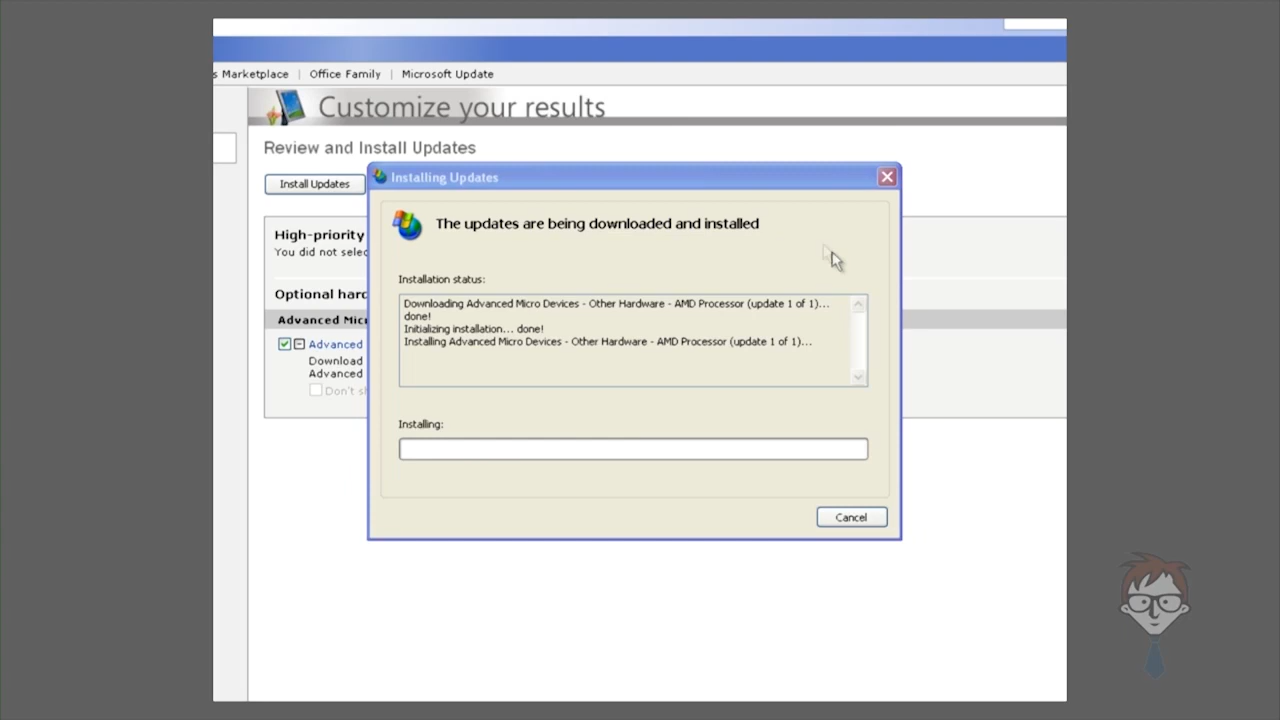 s Marketplace | Office Family | Microsoft Update
Customize your results
Review and Install Updates
Install Updates
High-priority
You did not selec
Optional hard
Advanced Micr
Advanced
Download
Advanced
Don't sh
Installing Updates
The updates are being downloaded and installed
Installation status:
Downloading Advanced Micro Devices - Other Hardware - AMD Processor (update 1 of 1)...
done!
Initializing installation... done!
Installing Advanced Micro Devices - Other Hardware - AMD Processor (update 1 of 1)...
Installing:
Cancel